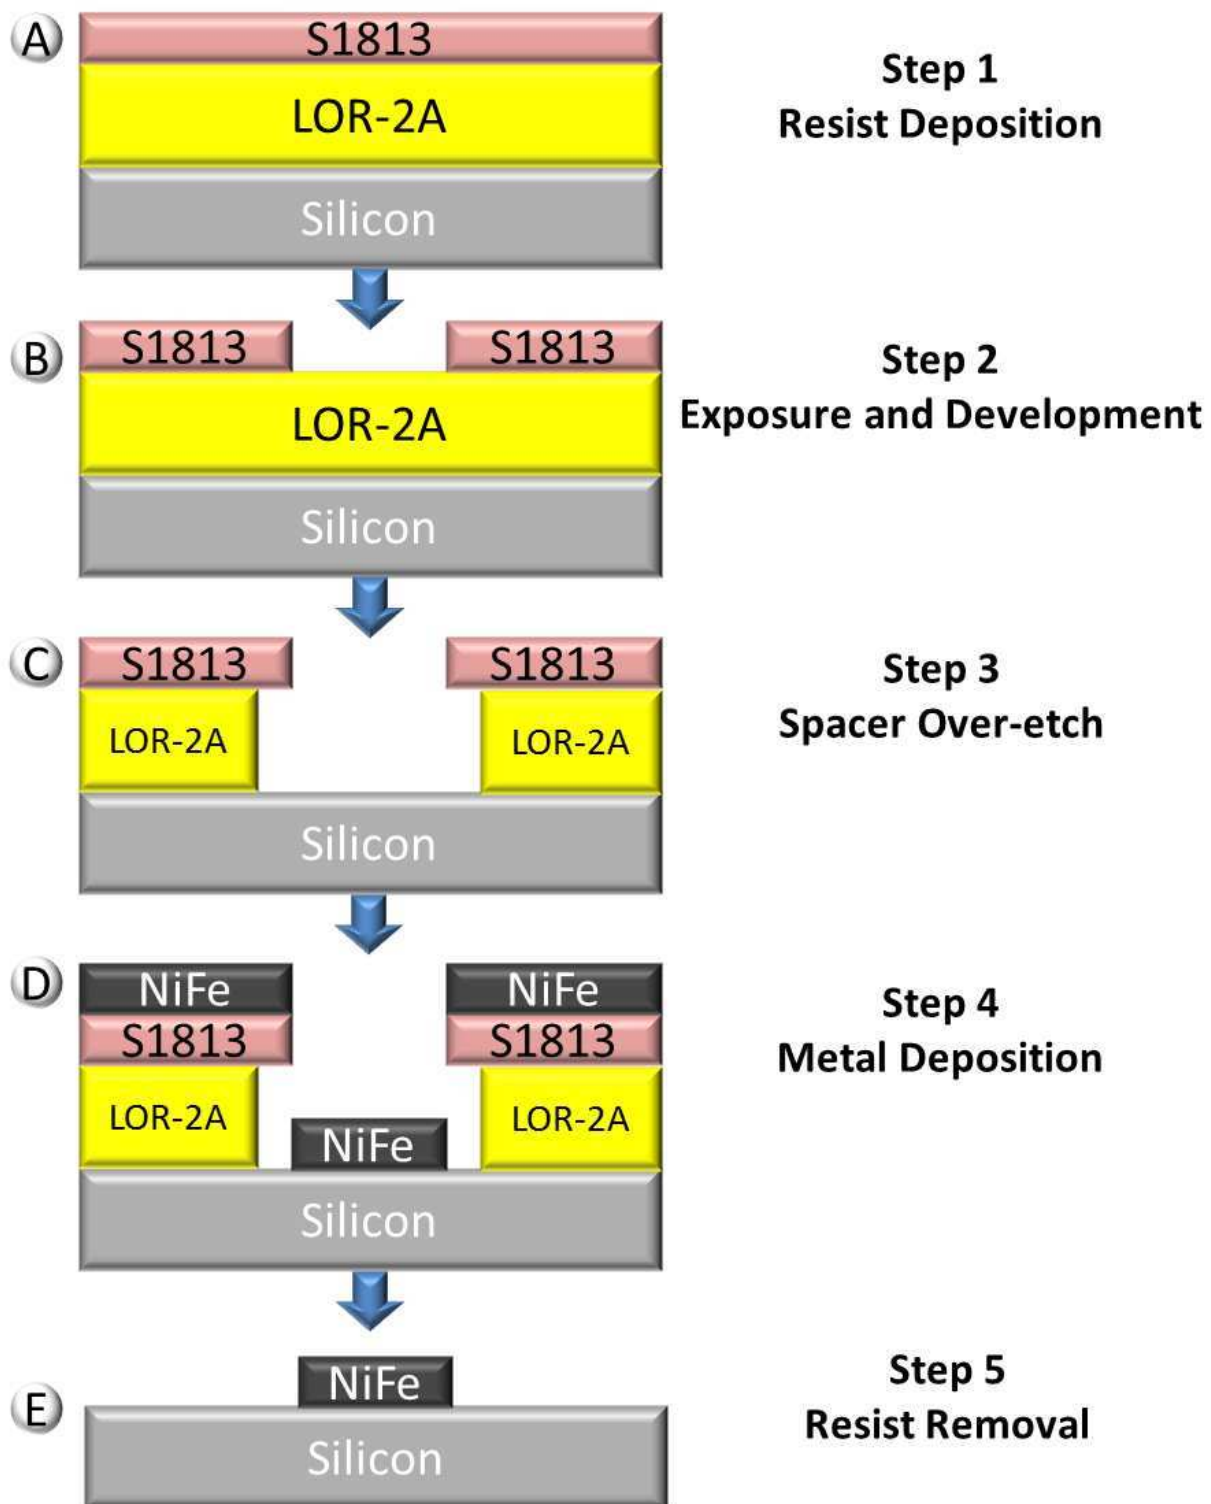 A
S1813
LOR-2A
Silicon
Step 1
Resist Deposition
B
S1813 S1813
LOR-2A
Silicon
Step 2
Exposure and Development
C
S1813 S1813
LOR-2A LOR-2A
Silicon
Step 3
Spacer Over-etch
D
NiFe NiFe
S1813 S1813
LOR-2A LOR-2A
NiFe
Silicon
Step 4
Metal Deposition
E
NiFe
Silicon
Step 5
Resist Removal